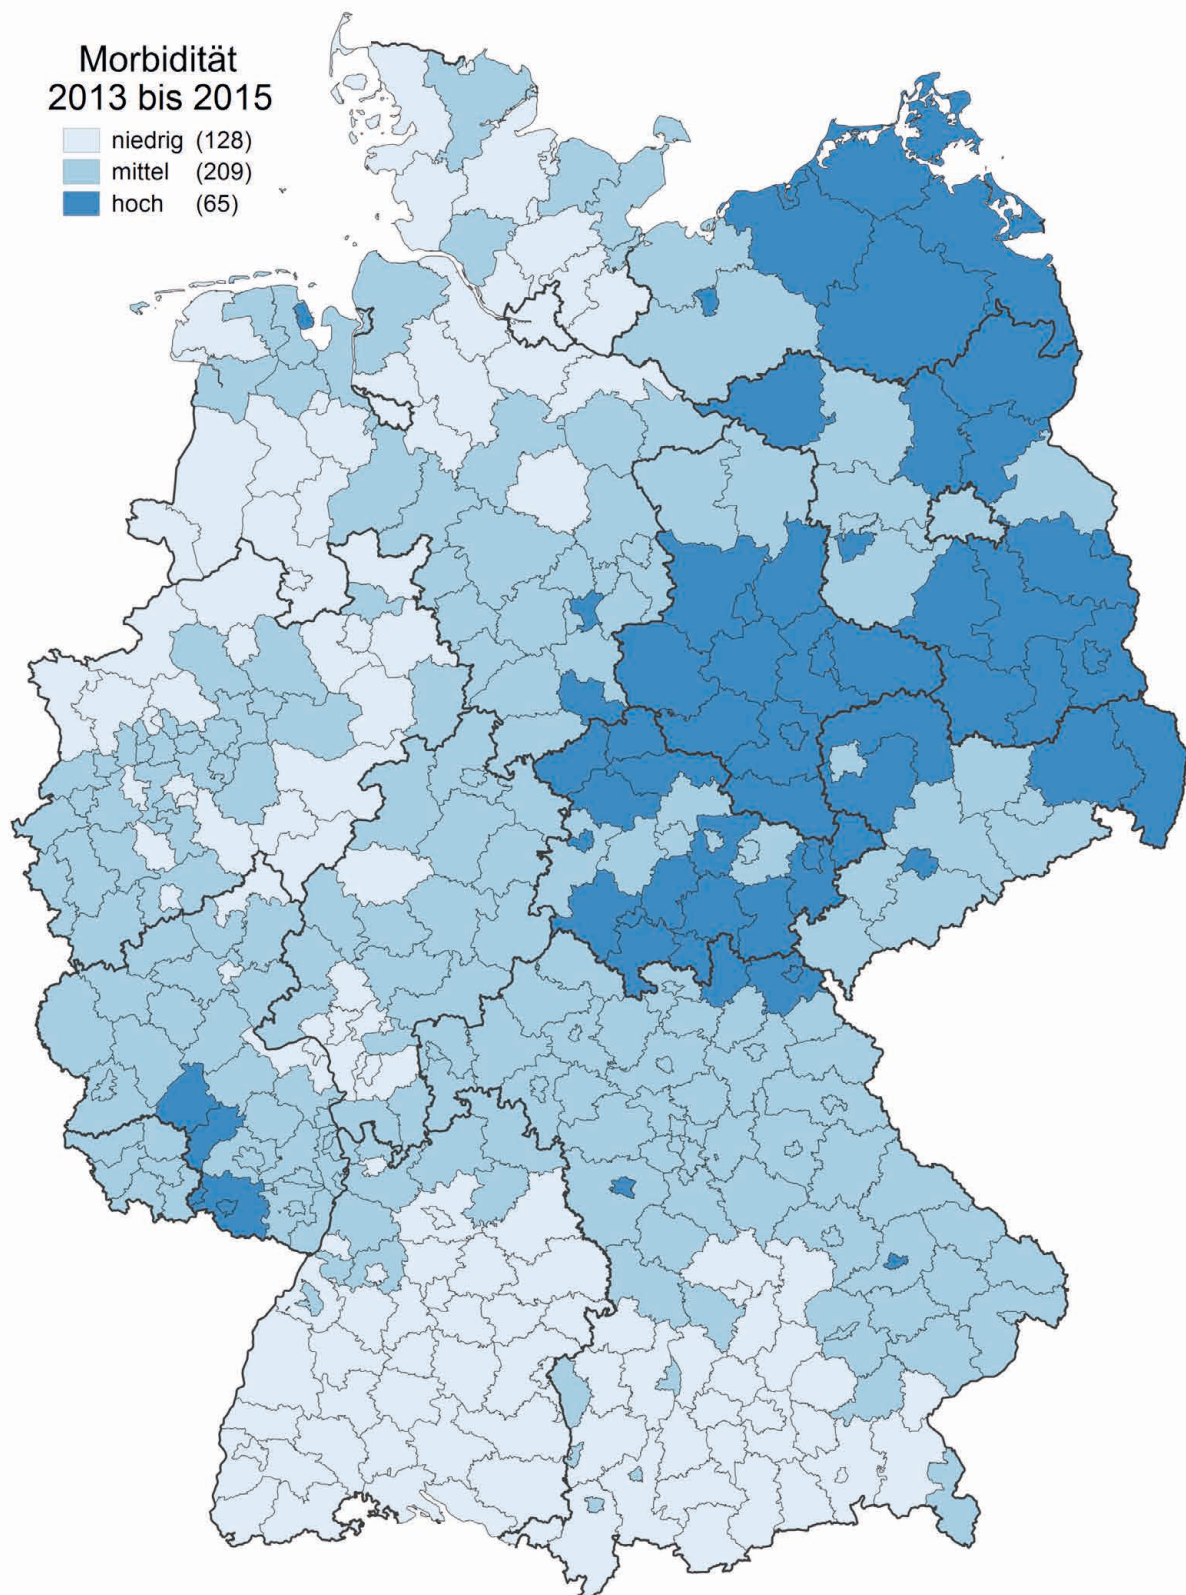 Morbidität
2013 bis 2015
niedrig (128)
mittel (209)
hoch (65)